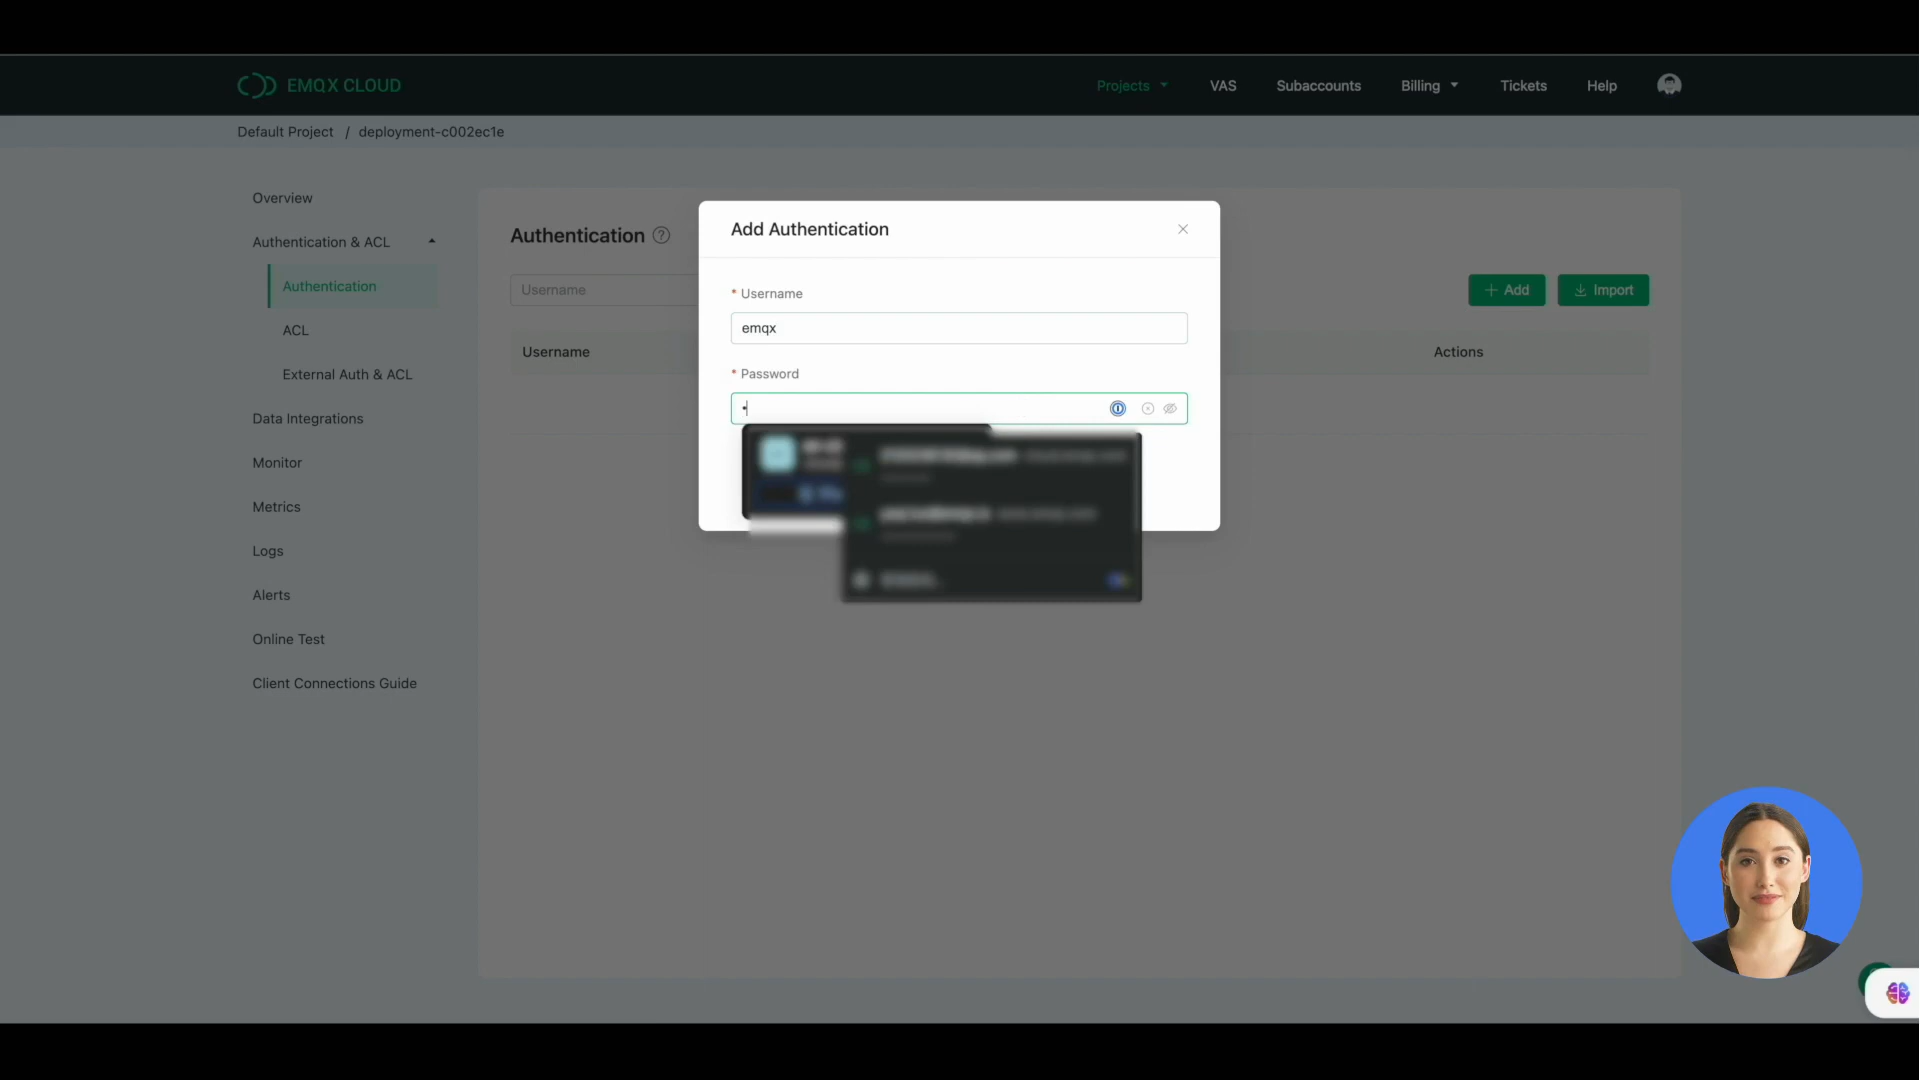 EMQX CLOUD
Projects
VAS
Subaccounts
Billing
Tickets
Help
Default Project / deployment-c002ec1e
Overview
Authentication & ACL
Authentication
ACL
External Auth & ACL
Data Integrations
Monitor
Metrics
Logs
Alerts
Online Test
Client Connections Guide
Authentication ?
Username
+ Add
Import
Username
Actions
Add Authentication
* Username
emqx
* Password